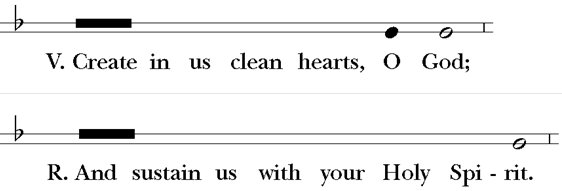 V. Create in us clean hearts, O God;
R. And sustain us with your Holy Spi - rit.